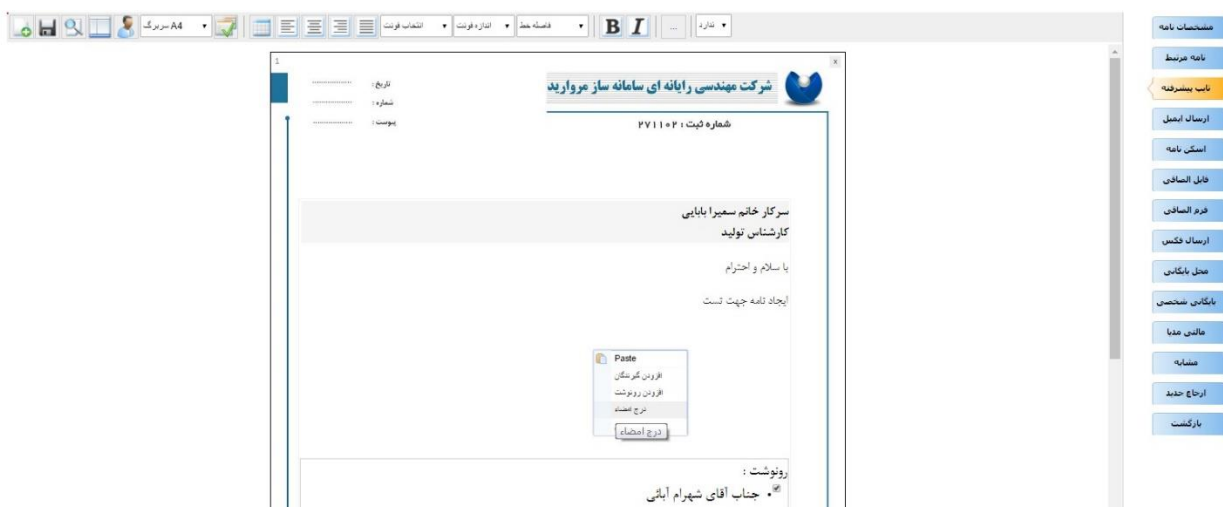 A4 سربرگ
انتخاب فونت
اندازه فونت
فاصله خط
B I
...
ندارد
مشخصات نامه
نامه مرتبط
تایپ پیشرفته
ارسال ایمیل
اسکن نامه
فایل الصاقی
فرم الصاقی
ارسال فکس
محل بایگانی
بایگانی شخصی
مالتی مدیا
مشابه
ارجاع جدید
بازگشت
1
x
شرکت مهندسی رایانه ای سامانه ساز مروارید
شماره ثبت : ۲۷۱۱۰۲
تاریخ : ..................
شماره : ..................
پیوست : ..................
سرکار خانم سمیرا بابایی
کارشناس تولید
با سلام و احترام
ایجاد نامه جهت تست
Paste
افزودن گیرندگان
افزودن رونوشت
درج امضاء
درج امضاء
رونوشت :
• جناب آقای شهرام آبائی